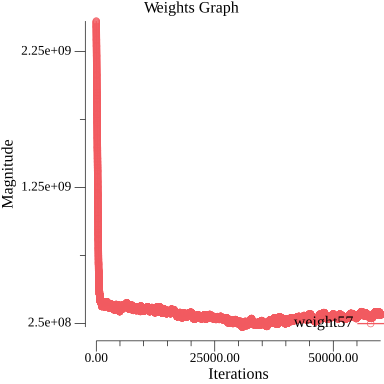 Weights Graph
2.25e+09
1.25e+09
2.5e+08
Magnitude
weight57
0.00
25000.00
50000.00
Iterations